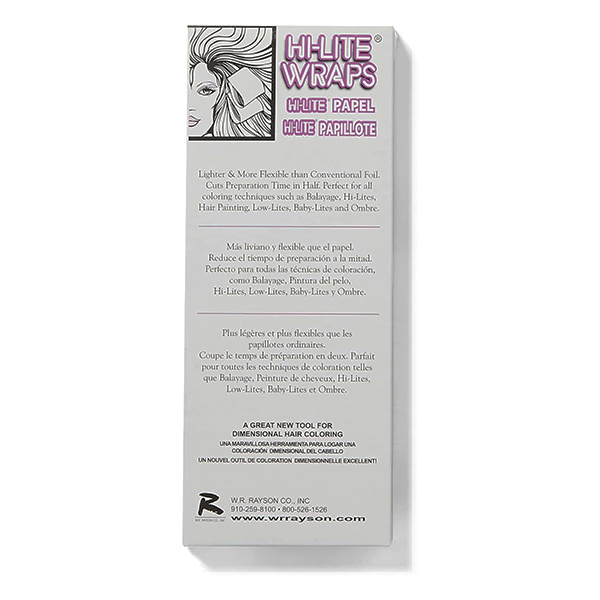 HI-LITE®
WRAPS
HI-LITE® PAPEL
HI-LITE® PAPILLOTE
Lighter & More Flexible than Conventional Foil.
Cuts Preparation Time in Half. Perfect for all
coloring techniques such as Balayage, Hi-Lites,
Hair Painting, Low-Lites, Baby-Lites and Ombre.
Más liviano y flexible que el papel.
Reduce el tiempo de preparación a la mitad.
Perfecto para todas las técnicas de coloración,
como Balayage, Pintura del pelo,
Hi-Lites, Low-Lites, Baby-Lites y Ombre.
Plus légères et plus flexibles que les
papillotes ordinaires.
Coupe le temps de préparation en deux. Parfait
pour toutes les techniques de coloration telles
que Balayage, Peinture de cheveux, Hi-Lites,
Low-Lites, Baby-Lites et Ombre.
A GREAT NEW TOOL FOR
DIMENSIONAL HAIR COLORING
UNA MARAVILLOSA HERRAMIENTA PARA LOGAR UNA
COLORACIÓN DIMENSIONAL DEL CABELLO
UN NOUVEL OUTIL DE COLORATION DIMENSIONNELLE EXCELLENT!
R
W.R. RAYSON CO., INC
W.R. RAYSON CO., INC
910-259-8100 • 800-526-1526
www.wrrayson.com